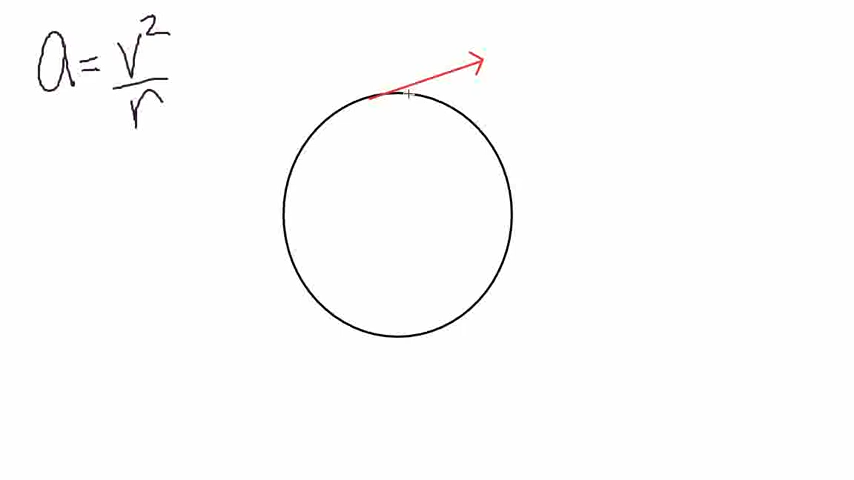 a = v²/r